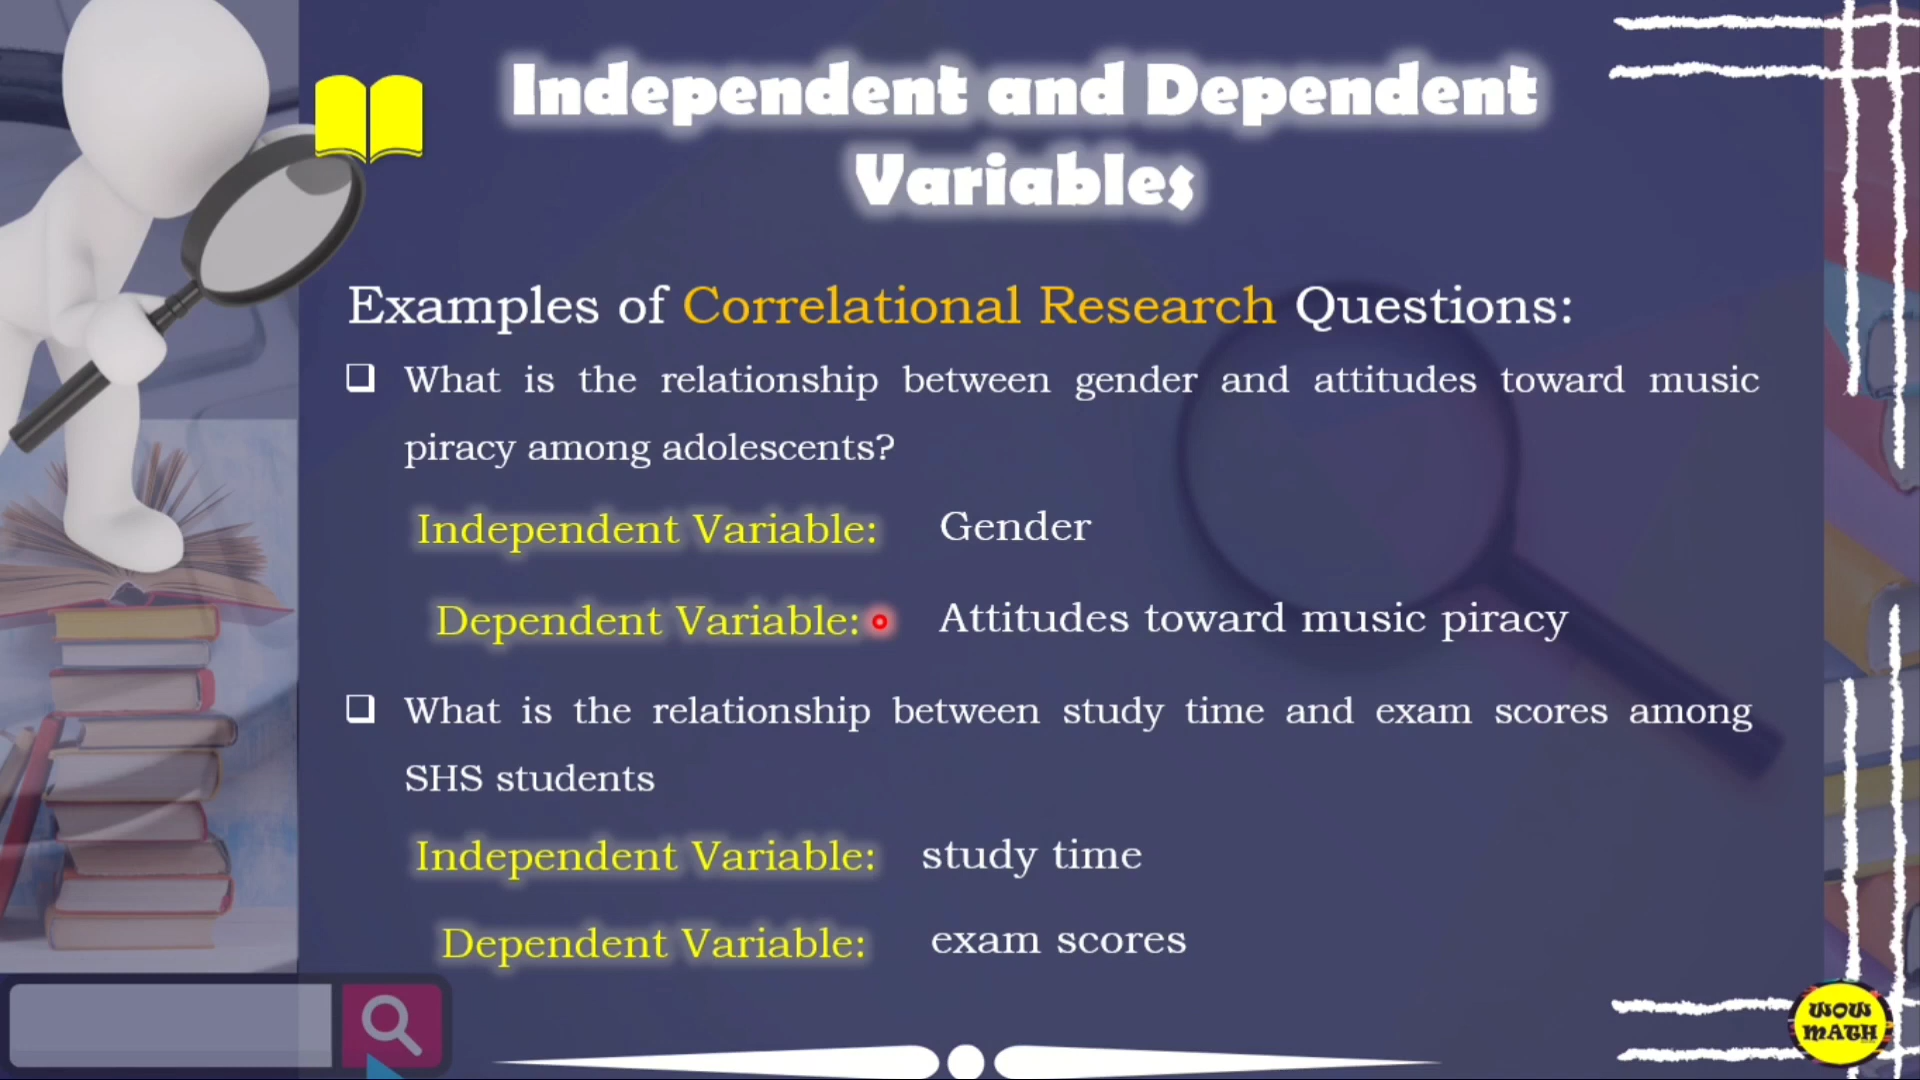 Independent and Dependent
Variables
Examples of Correlational Research Questions:
What is the relationship between gender and attitudes toward music
piracy among adolescents?
Independent Variable: Gender
Dependent Variable: Attitudes toward music piracy
What is the relationship between study time and exam scores among
SHS students
Independent Variable: study time
Dependent Variable: exam scores
WOW
MATH